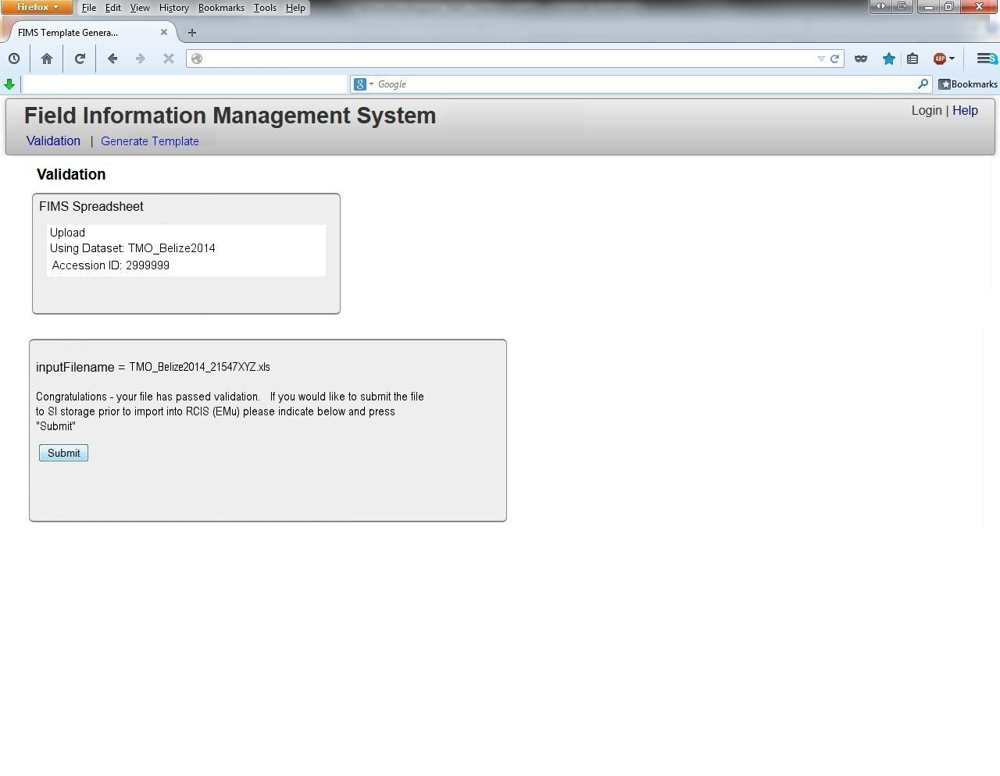 Firefox File Edit View History Bookmarks Tools Help
FIMS Template Genera...
ABP S
8 Google Bookmarks
Field Information Management System
Login | Help
Validation | Generate Template
Validation
FIMS Spreadsheet
Upload
Using Dataset: TMO_Belize2014
Accession ID: 2999999
inputFilename = TMO_Belize2014_21547XYZ.xls
Congratulations - your file has passed validation. If you would like to submit the file
to SI storage prior to import into RCIS (EMu) please indicate below and press
"Submit"
Submit